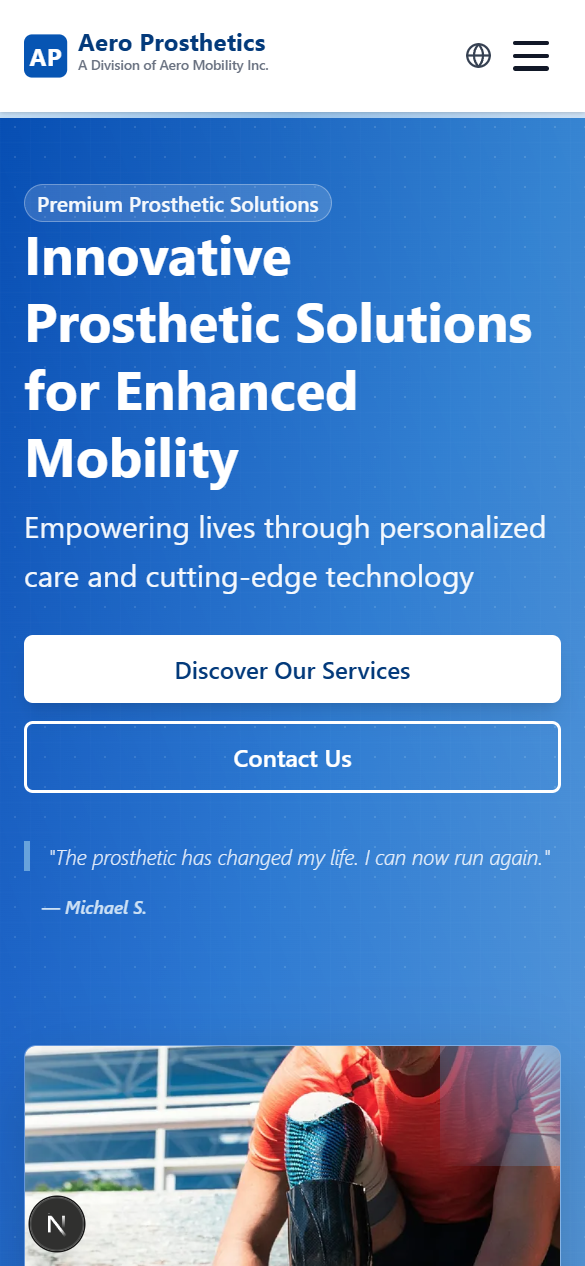 AP
Aero Prosthetics
A Division of Aero Mobility Inc.
Premium Prosthetic Solutions
Innovative
Prosthetic Solutions
for Enhanced
Mobility
Empowering lives through personalized
care and cutting-edge technology
Discover Our Services
Contact Us
"The prosthetic has changed my life. I can now run again."
— Michael S.
N